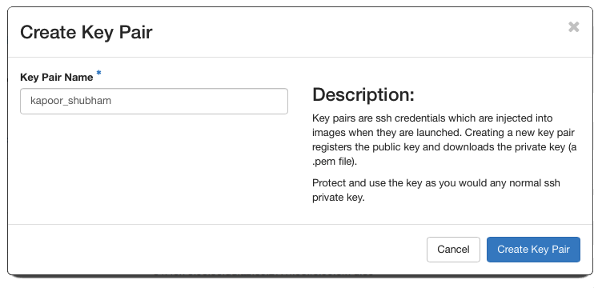 Create Key Pair
Key Pair Name *
kapoor_shubham
Description:
Key pairs are ssh credentials which are injected into
images when they are launched. Creating a new key pair
registers the public key and downloads the private key (a
.pem file).
Protect and use the key as you would any normal ssh
private key.
Cancel
Create Key Pair